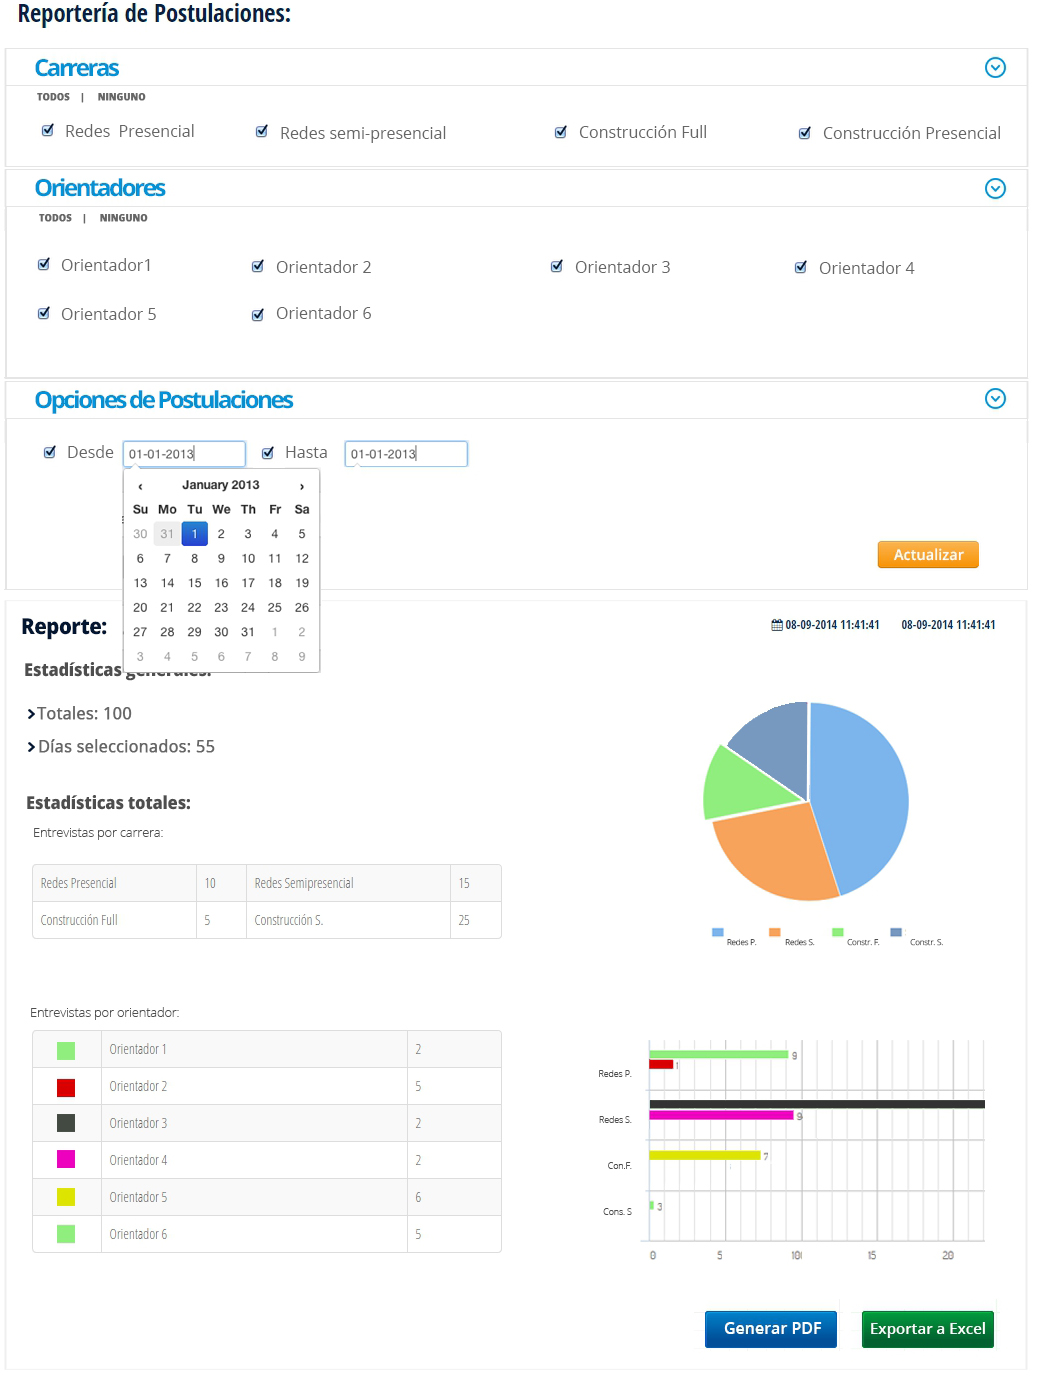 Reportería de Postulaciones:
Carreras
TODOS | NINGUNO
Redes Presencial Redes semi-presencial Construcción Full Construcción Presencial
Orientadores
TODOS | NINGUNO
Orientador1 Orientador 2 Orientador 3 Orientador 4
Orientador 5 Orientador 6
Opciones de Postulaciones
Desde 01-01-2013 Hasta 01-01-2013
‹ January 2013 ›
Su Mo Tu We Th Fr Sa
30 31 1 2 3 4 5
6 7 8 9 10 11 12
13 14 15 16 17 18 19
20 21 22 23 24 25 26
27 28 29 30 31 1 2
3 4 5 6 7 8 9
Actualizar
Reporte: 08-09-2014 11:41:41 08-09-2014 11:41:41
Estadísticas generales:
Totales: 100
Días seleccionados: 55
Estadísticas totales:
Entrevistas por carrera:
Redes Presencial 10 Redes Semipresencial 15
Construcción Full 5 Construcción S. 25
Redes P. Redes S. Constr. F. Constr. S.
Entrevistas por orientador:
Orientador 1 2
Orientador 2 5
Orientador 3 2
Orientador 4 2
Orientador 5 6
Orientador 6 5
Redes P. 9
1
Redes S. 9
Con.F. 7
Cons. S 3
0 5 10 15 20
Generar PDF Exportar a Excel